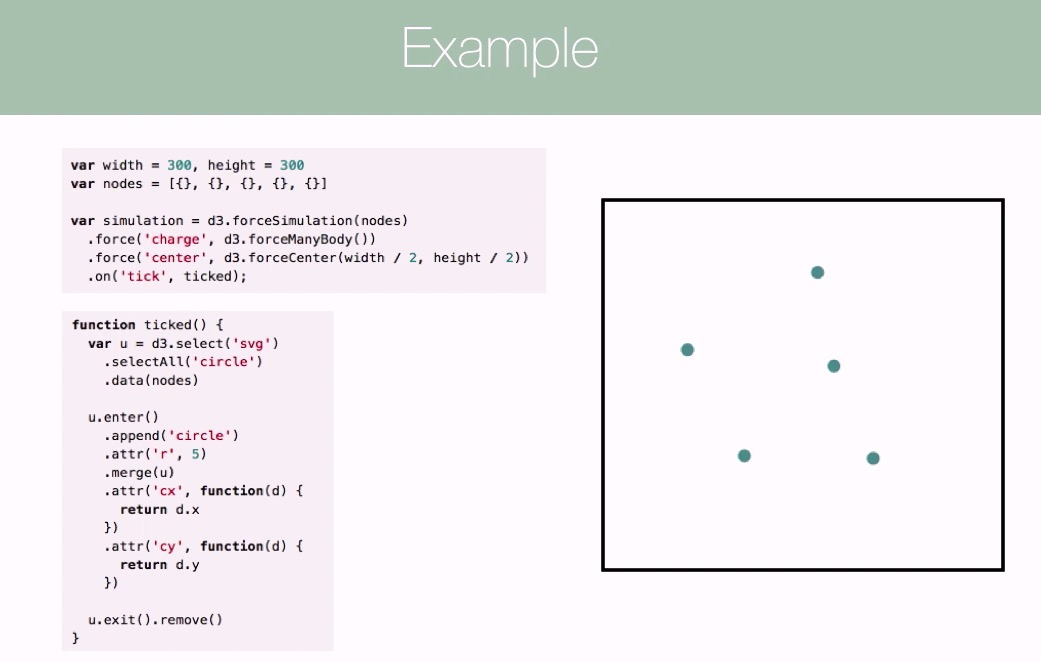 Example
var width = 300, height = 300
var nodes = [{}, {}, {}, {}, {}]
var simulation = d3.forceSimulation(nodes)
.force('charge', d3.forceManyBody())
.force('center', d3.forceCenter(width / 2, height / 2))
.on('tick', ticked);
function ticked() {
var u = d3.select('svg')
.selectAll('circle')
.data(nodes)
u.enter()
.append('circle')
.attr('r', 5)
.merge(u)
.attr('cx', function(d) {
return d.x
})
.attr('cy', function(d) {
return d.y
})
u.exit().remove()
}